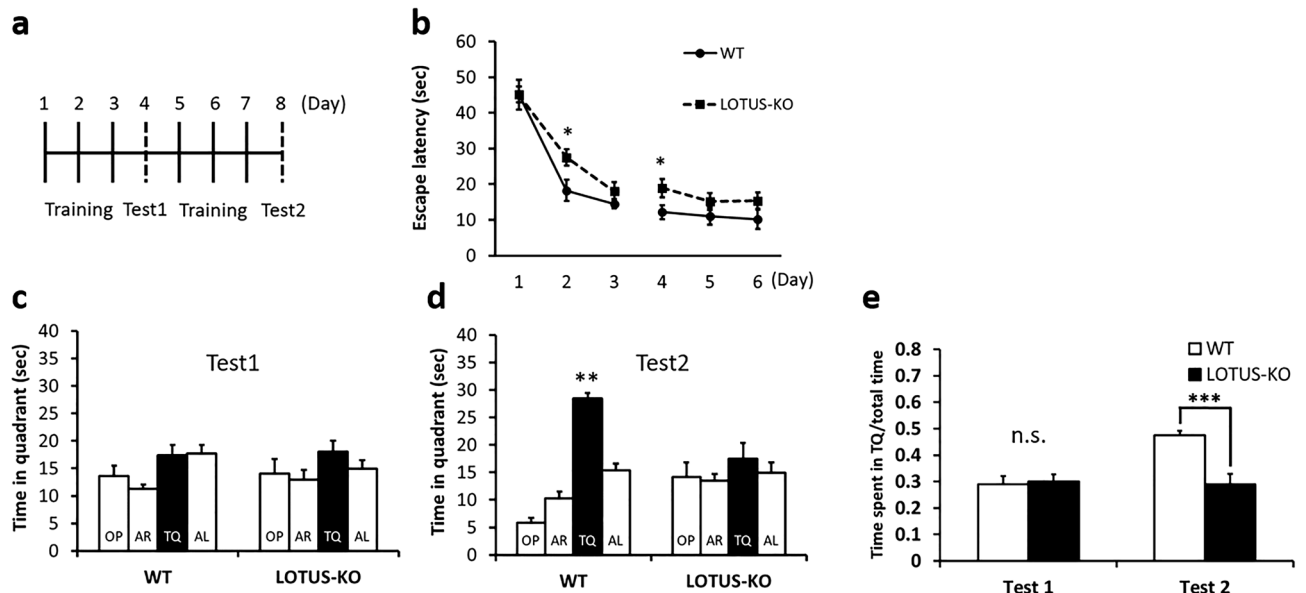 a
1 2 3 4 5 6 7 8 (Day)
Training Test1 Training Test2
b
Escape latency (sec)
60
50
40
30
20
10
0
WT
LOTUS-KO
*
*
1 2 3 4 5 6 (Day)
c
Time in quadrant (sec)
40
35
30
25
20
15
10
5
0
Test1
OP AR TQ AL OP AR TQ AL
WT LOTUS-KO
d
Time in quadrant (sec)
40
35
30
25
20
15
10
5
0
Test2
**
OP AR TQ AL OP AR TQ AL
WT LOTUS-KO
e
Time spent in TQ/total time
0.8
0.7
0.6
0.5
0.4
0.3
0.2
0.1
0
WT
LOTUS-KO
n.s.
***
Test 1 Test 2